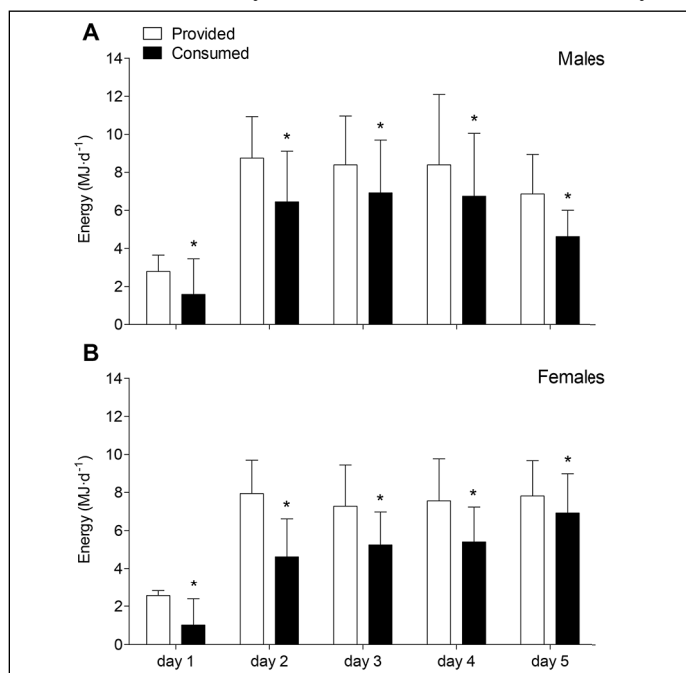 A
Provided
Consumed
Males
14
12
10
8
6
4
2
0
Energy (MJ·d⁻¹)
* * * * *
B
Females
14
12
10
8
6
4
2
0
Energy (MJ·d⁻¹)
* * * * *
day 1 day 2 day 3 day 4 day 5